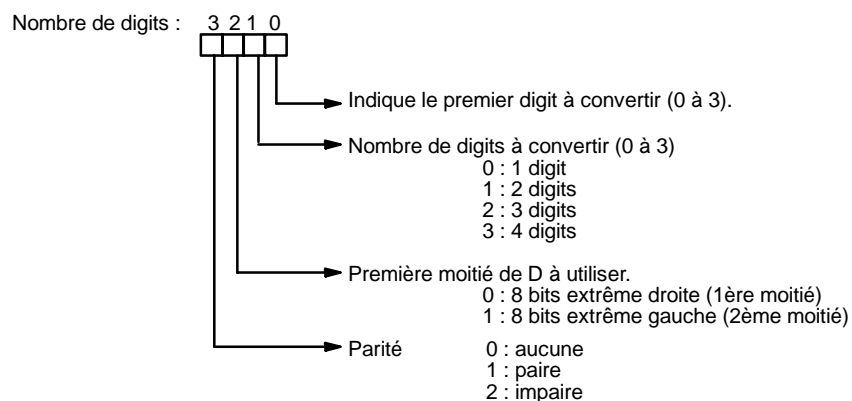 Nombre de digits : 3 2 1 0
Indique le premier digit à convertir (0 à 3).
Nombre de digits à convertir (0 à 3)
0 : 1 digit
1 : 2 digits
2 : 3 digits
3 : 4 digits
Première moitié de D à utiliser.
0 : 8 bits extrême droite (1ère moitié)
1 : 8 bits extrême gauche (2ème moitié)
Parité 0 : aucune
1 : paire
2 : impaire